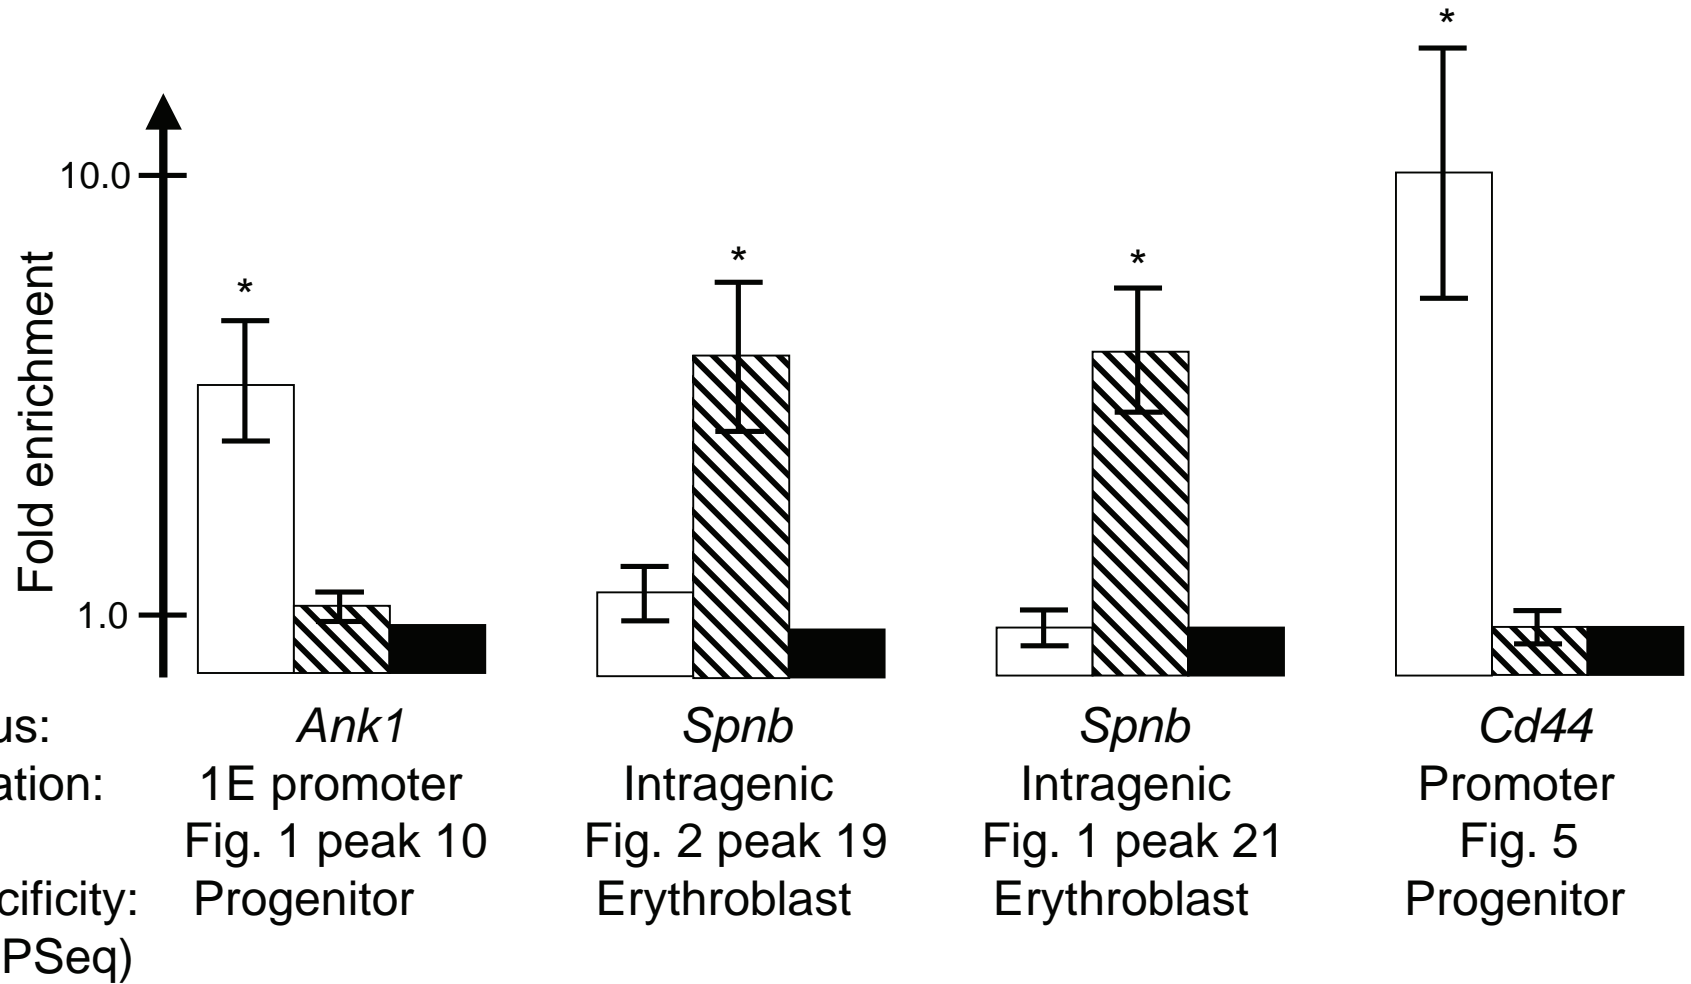 * * * *
10.0
Fold enrichment
1.0
us: Ank1 Spnb Spnb Cd44
ation: 1E promoter Intragenic Intragenic Promoter
Fig. 1 peak 10 Fig. 2 peak 19 Fig. 1 peak 21 Fig. 5
cificity: Progenitor Erythroblast Erythroblast Progenitor
PSeq)